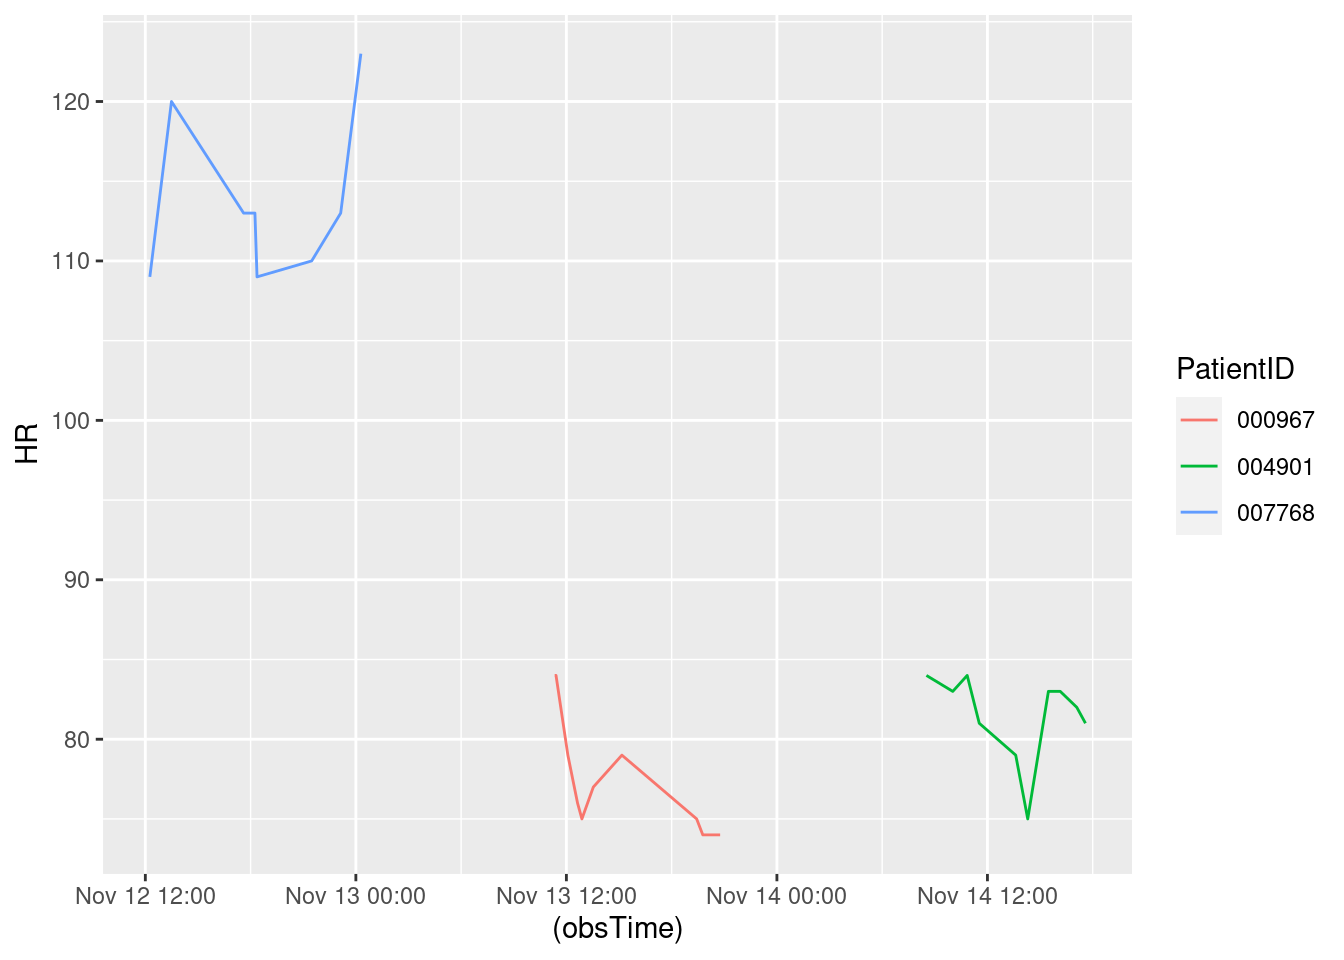 120
110
100
90
80
HR
Nov 12 12:00
Nov 13 00:00
Nov 13 12:00
Nov 14 00:00
Nov 14 12:00
(obsTime)
PatientID
000967
004901
007768